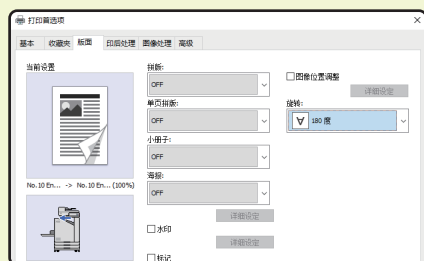 打印首选项
基本 收藏夹 版面 印后处理 图像处理 高级
当前设置
No.10 En... -> No.10 En... (100%)
拼版:
OFF
单页拼版:
OFF
小册子:
OFF
海报:
OFF
详细设定
水印
详细设定
标记
图像位置调整
详细设定
旋转:
180 度